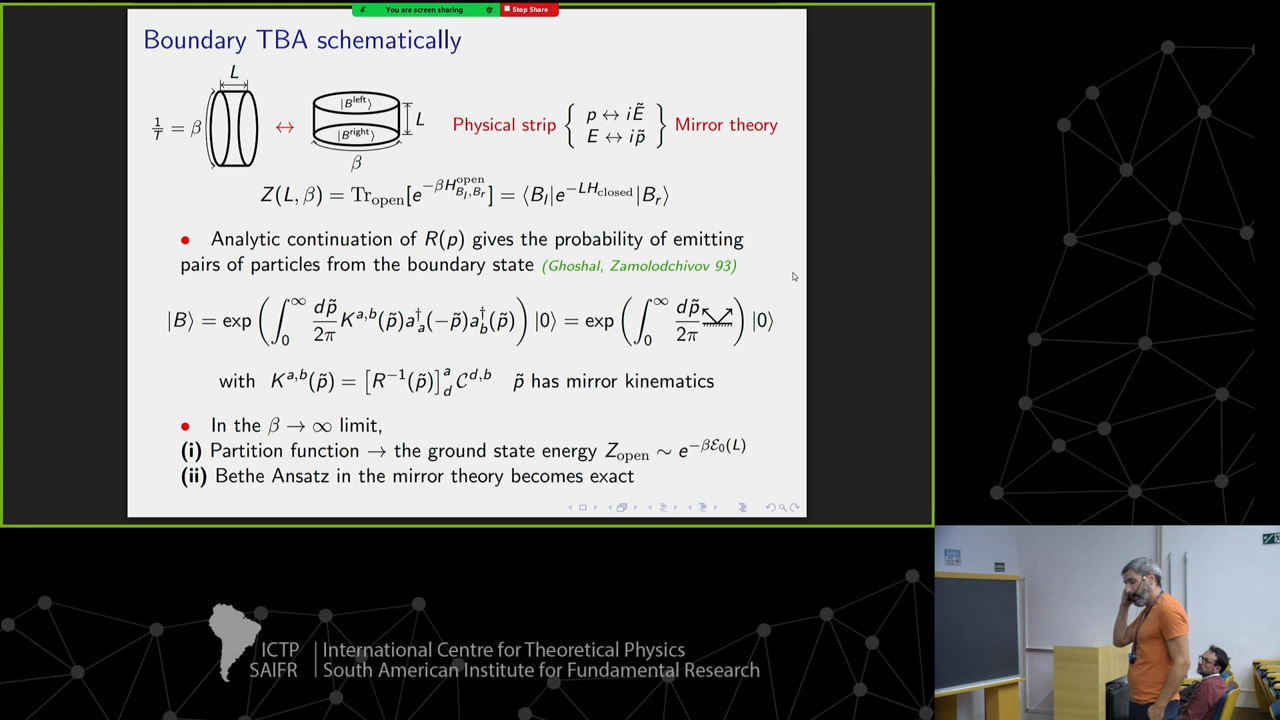 You are screen sharing Stop Share
Boundary TBA schematically
L
1/T = β ↔ |B^left⟩ |B^right⟩ L β
Physical strip { p ↔ iẼ E ↔ ip̃ } Mirror theory
Z(L, β) = Tr_open[e^{−βH^open_{B_l,B_r}}] = ⟨B_l|e^{−LH_closed}|B_r⟩
• Analytic continuation of R(p) gives the probability of emitting
pairs of particles from the boundary state (Ghoshal, Zamolodchivov 93)
|B⟩ = exp ( ∫_0^∞ dp̃/2π K^{a,b}(p̃)a_a^†(−p̃)a_b^†(p̃) ) |0⟩ = exp ( ∫_0^∞ dp̃/2π ) |0⟩
with K^{a,b}(p̃) = [R^{−1}(p̃)]^a_d C^{d,b} p̃ has mirror kinematics
• In the β → ∞ limit,
(i) Partition function → the ground state energy Z_open ∼ e^{−βℰ_0(L)}
(ii) Bethe Ansatz in the mirror theory becomes exact
ICTP
SAIFR
International Centre for Theoretical Physics
South American Institute for Fundamental Research